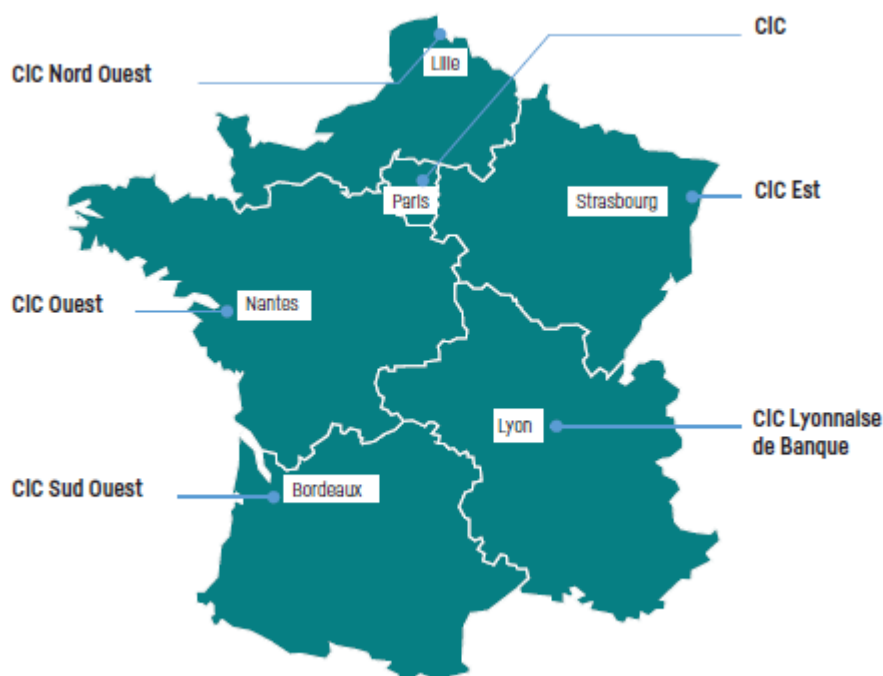 CIC
Lille
CIC Nord Ouest
Paris
Strasbourg
CIC Est
CIC Ouest
Nantes
Lyon
CIC Lyonnaise
de Banque
CIC Sud Ouest
Bordeaux